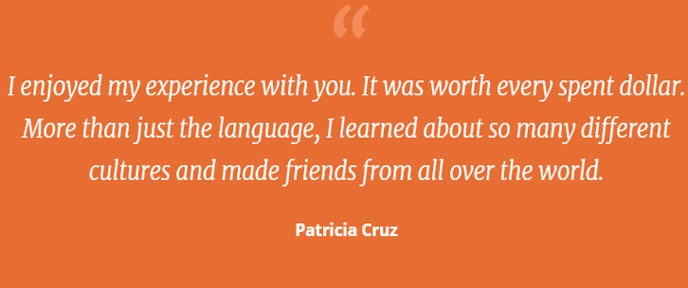 “
I enjoyed my experience with you. It was worth every spent dollar.
More than just the language, I learned about so many different
cultures and made friends from all over the world.
Patricia Cruz